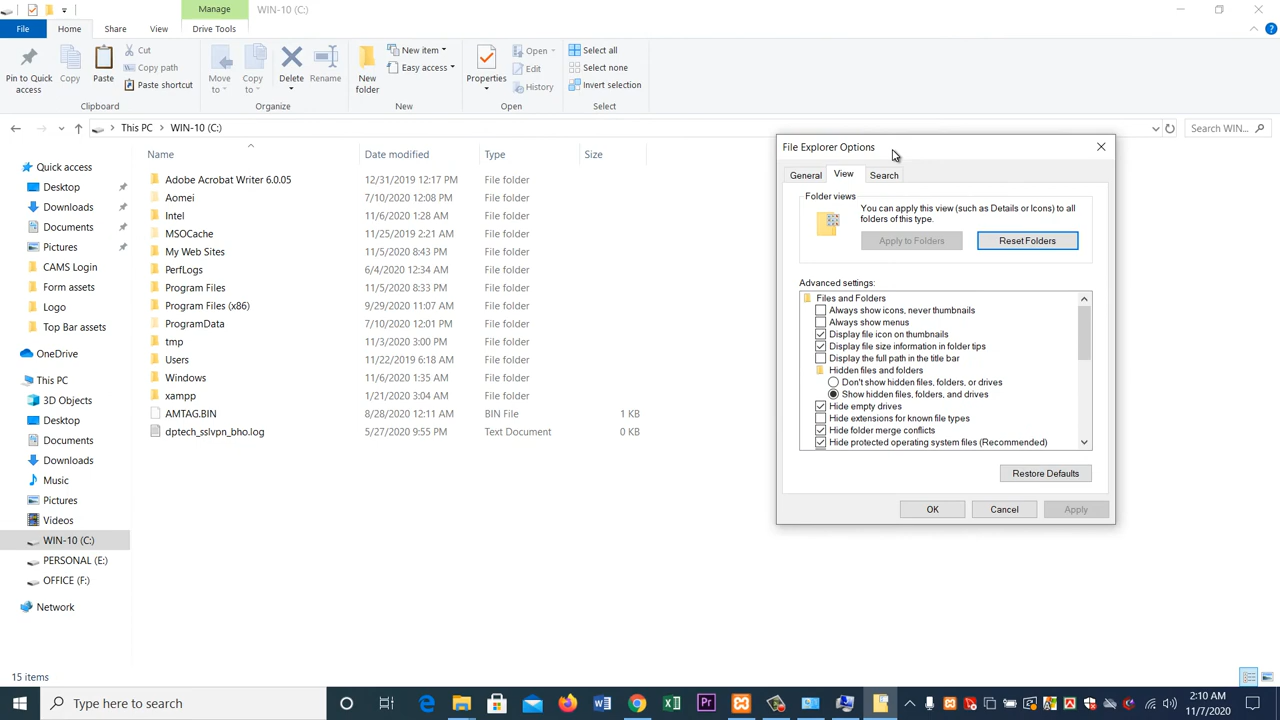 Manage
WIN-10 (C:)
File
Home
Share
View
Drive Tools
Pin to Quick access
Copy
Paste
Cut
Copy path
Paste shortcut
Move to
Copy to
Delete
Rename
New folder
New item
Easy access
Properties
Open
Edit
History
Select all
Select none
Invert selection
Clipboard
Organize
New
Open
Select
This PC
WIN-10 (C:)
Search WIN...
Quick access
Desktop
Downloads
Documents
Pictures
CAMS Login
Form assets
Logo
Top Bar assets
OneDrive
This PC
3D Objects
Desktop
Documents
Downloads
Music
Pictures
Videos
WIN-10 (C:)
PERSONAL (E:)
OFFICE (F:)
Network
Name Date modified Type Size
Adobe Acrobat Writer 6.0.05 12/31/2019 12:17 PM File folder
Aomei 7/10/2020 12:08 PM File folder
Intel 11/6/2020 1:28 AM File folder
MSOCache 11/25/2019 2:21 AM File folder
My Web Sites 11/5/2020 8:43 PM File folder
PerfLogs 6/4/2020 12:34 AM File folder
Program Files 11/5/2020 8:33 PM File folder
Program Files (x86) 9/29/2020 11:07 AM File folder
ProgramData 7/10/2020 12:01 PM File folder
tmp 11/3/2020 3:00 PM File folder
Users 11/22/2019 6:18 AM File folder
Windows 11/6/2020 1:35 AM File folder
xampp 1/21/2020 3:04 AM File folder
AMTAG.BIN 8/28/2020 12:11 AM BIN File 1 KB
dptech_sslvpn_bho.log 5/27/2020 9:55 PM Text Document 0 KB
File Explorer Options
General
View
Search
Folder views
You can apply this view (such as Details or Icons) to all
folders of this type.
Apply to Folders
Reset Folders
Advanced settings:
Files and Folders
Always show icons, never thumbnails
Always show menus
Display file icon on thumbnails
Display file size information in folder tips
Display the full path in the title bar
Hidden files and folders
Don't show hidden files, folders, or drives
Show hidden files, folders, and drives
Hide empty drives
Hide extensions for known file types
Hide folder merge conflicts
Hide protected operating system files (Recommended)
Restore Defaults
OK
Cancel
Apply
15 items
Type here to search
2:10 AM
11/7/2020